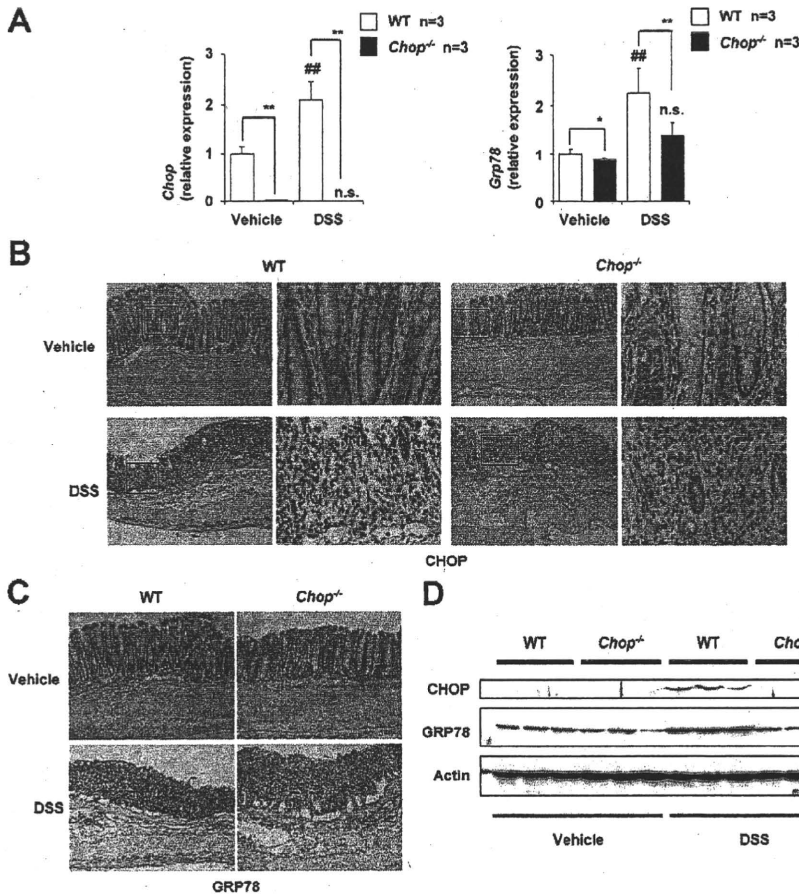 A
WT n=3
Chop-/- n=3
Chop
(relative expression)
3
2
1
0
**
##
**
n.s.
Vehicle
DSS
WT n=3
Chop-/- n=3
Grp78
(relative expression)
3
2
1
0
*
##
**
n.s.
Vehicle
DSS
B
WT
Chop-/-
Vehicle
DSS
CHOP
C
WT
Chop-/-
Vehicle
DSS
GRP78
D
WT
Chop-/-
WT
Cho
CHOP
GRP78
Actin
Vehicle
DSS